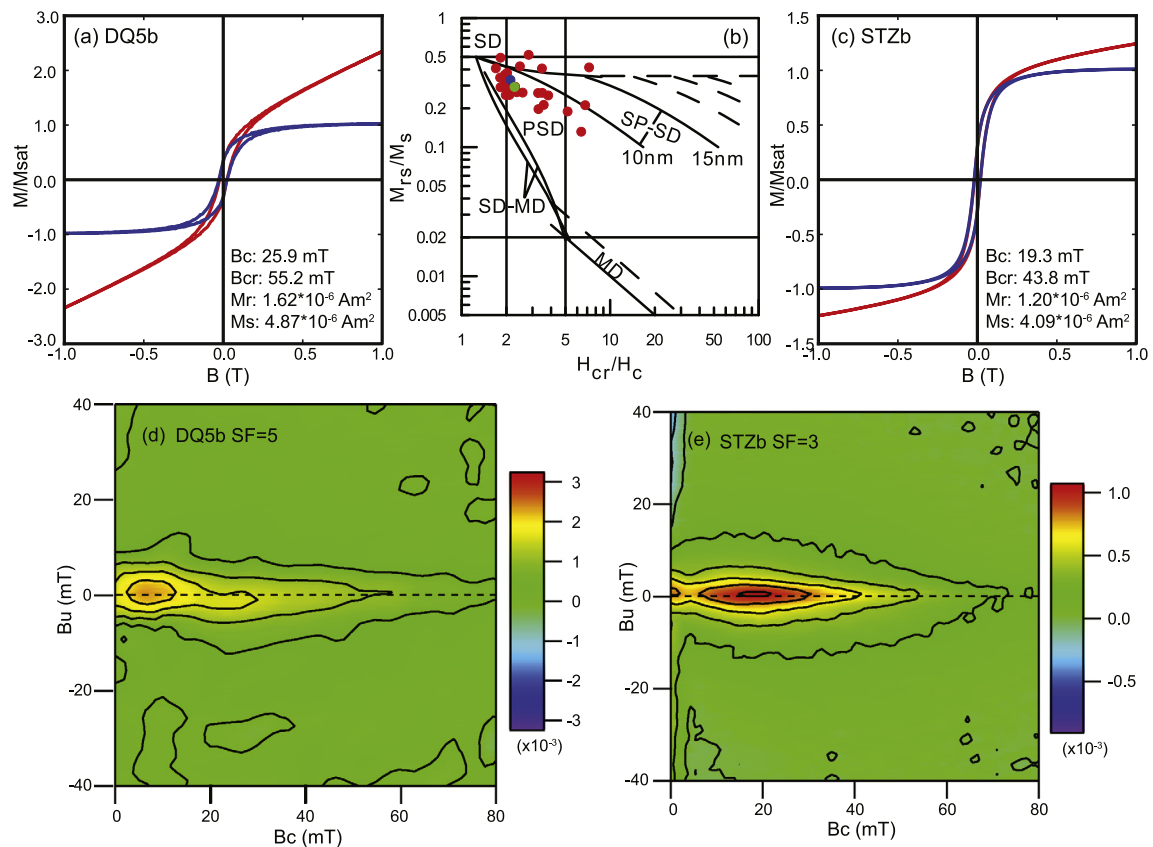 (a) DQ5b
M/Msat
3.0
2.0
1.0
0.0
-1.0
-2.0
-3.0
Bc: 25.9 mT
Bcr: 55.2 mT
Mr: 1.62*10⁻⁶ Am²
Ms: 4.87*10⁻⁶ Am²
-1.0 -0.5 0.0 0.5 1.0
B (T)
(b)
SD
PSD
SP-SD
10nm 15nm
SD-MD
MD
Mrs/Ms
1
0.5
0.2
0.1
0.05
0.02
0.01
0.005
1 2 5 10 20 50 100
Hcr/Hc
(c) STZb
M/Msat
1.5
1.0
0.5
0.0
-0.5
-1.0
-1.5
Bc: 19.3 mT
Bcr: 43.8 mT
Mr: 1.20*10⁻⁶ Am²
Ms: 4.09*10⁻⁶ Am²
-1.0 -0.5 0.0 0.5 1.0
B (T)
(d) DQ5b SF=5
Bu (mT)
40
20
0
-20
-40
0 20 40 60 80
Bc (mT)
3
2
1
0
-1
-2
-3
(x10⁻³)
(e) STZb SF=3
Bu (mT)
40
20
0
-20
-40
0 20 40 60 80
Bc (mT)
1.0
0.5
0.0
-0.5
(x10⁻³)